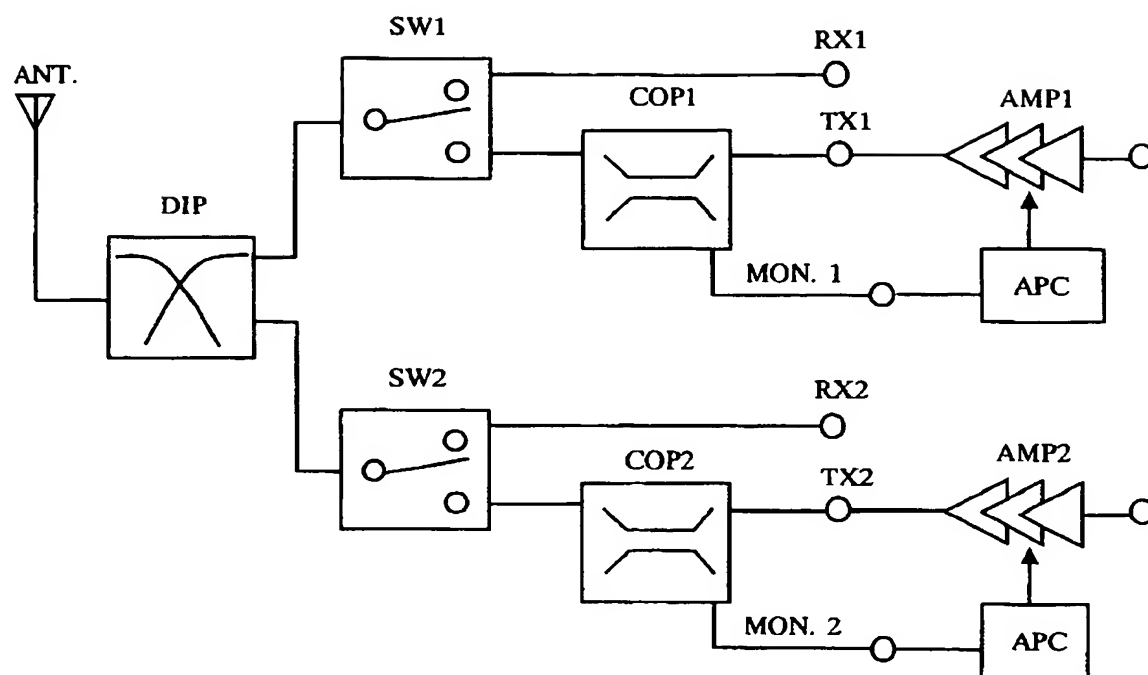 SW1
RX1
ANT.
COP1
TX1
AMP1
DIP
MON. 1
APC
SW2
RX2
COP2
TX2
AMP2
MON. 2
APC